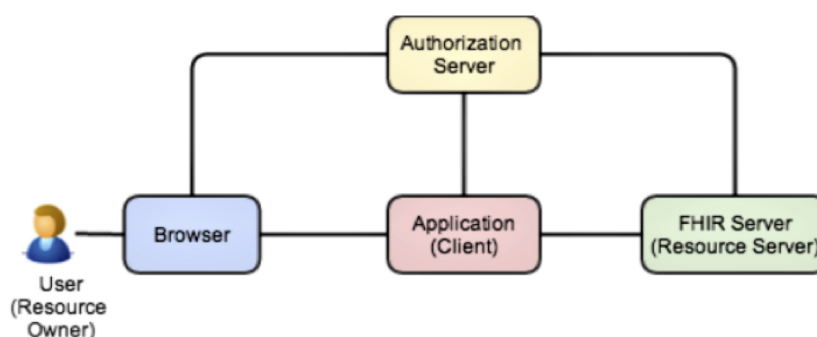 Authorization
Server
Browser
Application
(Client)
FHIR Server
(Resource Server)
User
(Resource
Owner)